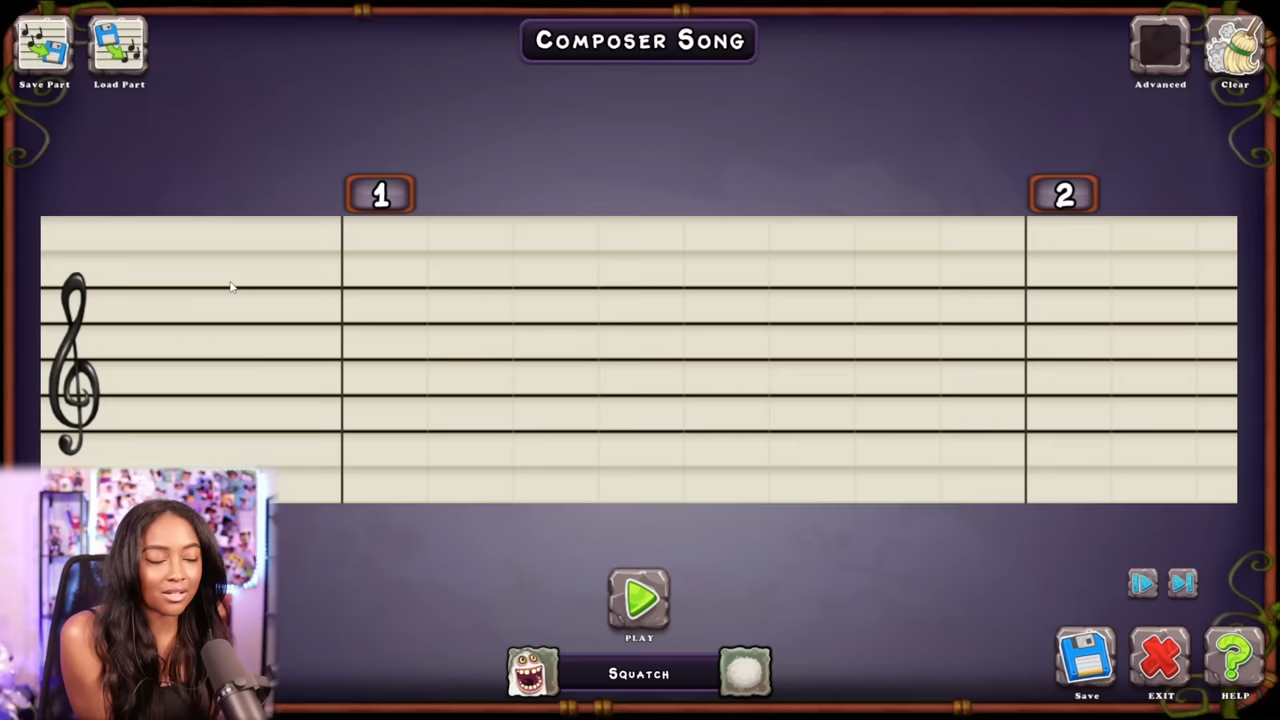 Composer Song
Save Part
Load Part
Advanced
Clear
1
2
PLAY
Squatch
Save
EXIT
HELP